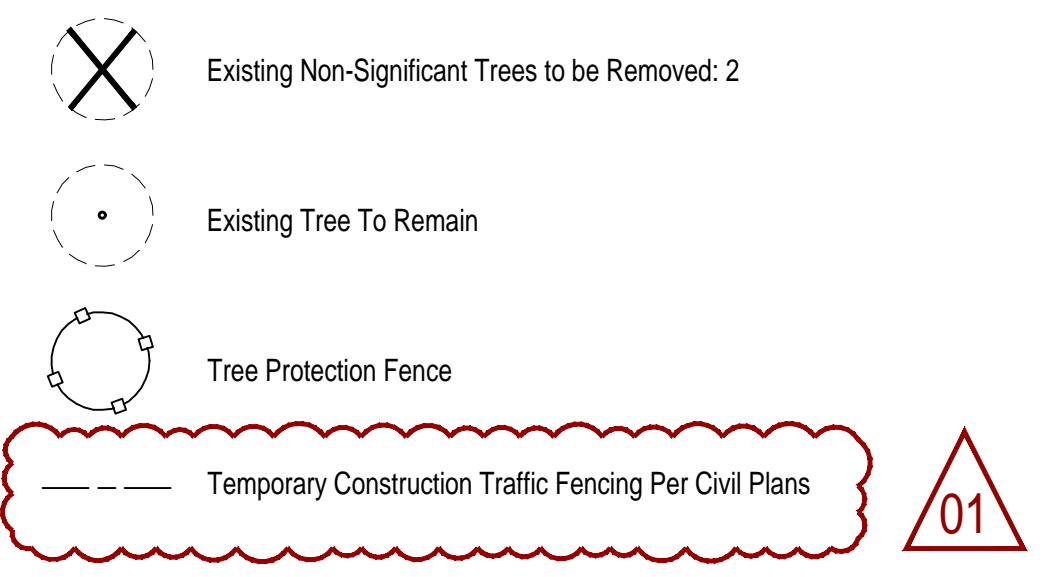 Existing Non-Significant Trees to be Removed: 2
Existing Tree To Remain
Tree Protection Fence
Temporary Construction Traffic Fencing Per Civil Plans
01